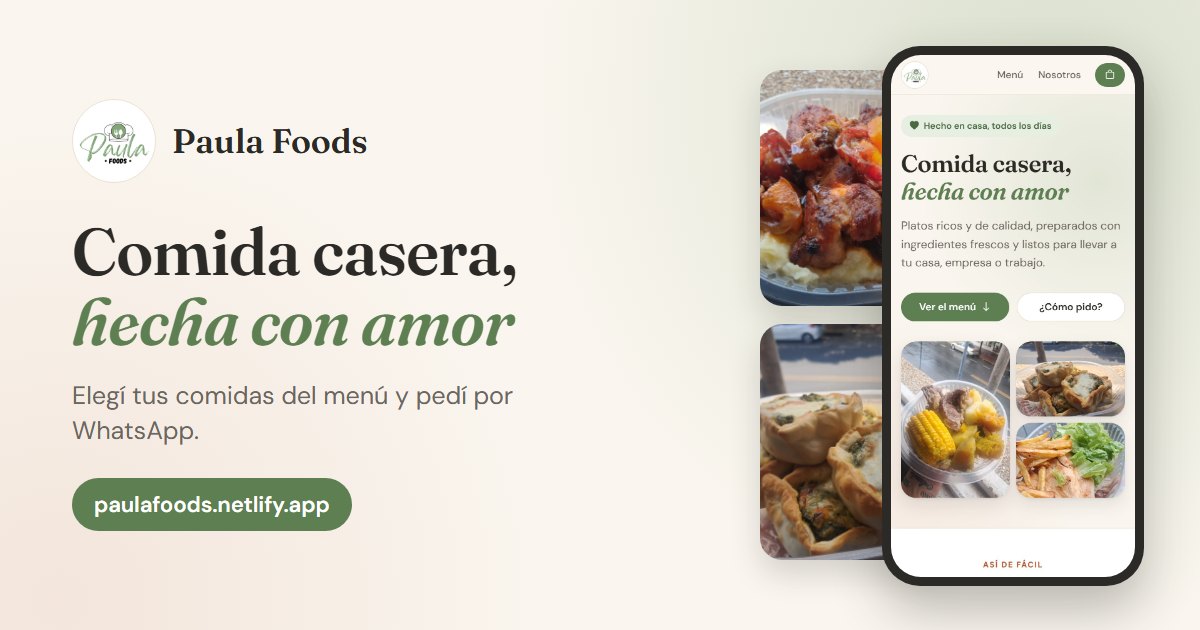 Paula
FOODS
Paula Foods
Comida casera,
hecha con amor
Elegí tus comidas del menú y pedí por
WhatsApp.
paulafoods.netlify.app
Paula
Menú Nosotros
Hecho en casa, todos los días
Comida casera,
hecha con amor
Platos ricos y de calidad, preparados con
ingredientes frescos y listos para llevar a
tu casa, empresa o trabajo.
Ver el menú ↓ ¿Cómo pido?
ASÍ DE FÁCIL